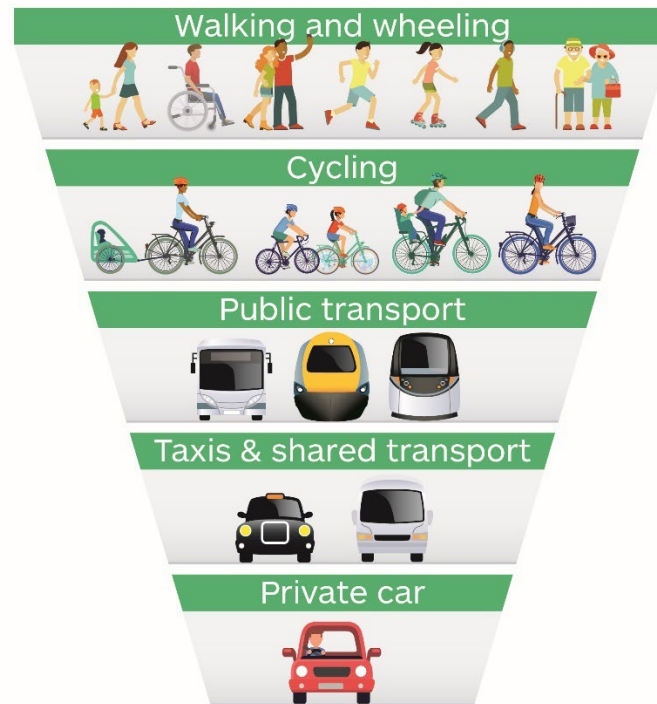 Walking and wheeling
Cycling
Public transport
Taxis & shared transport
Private car